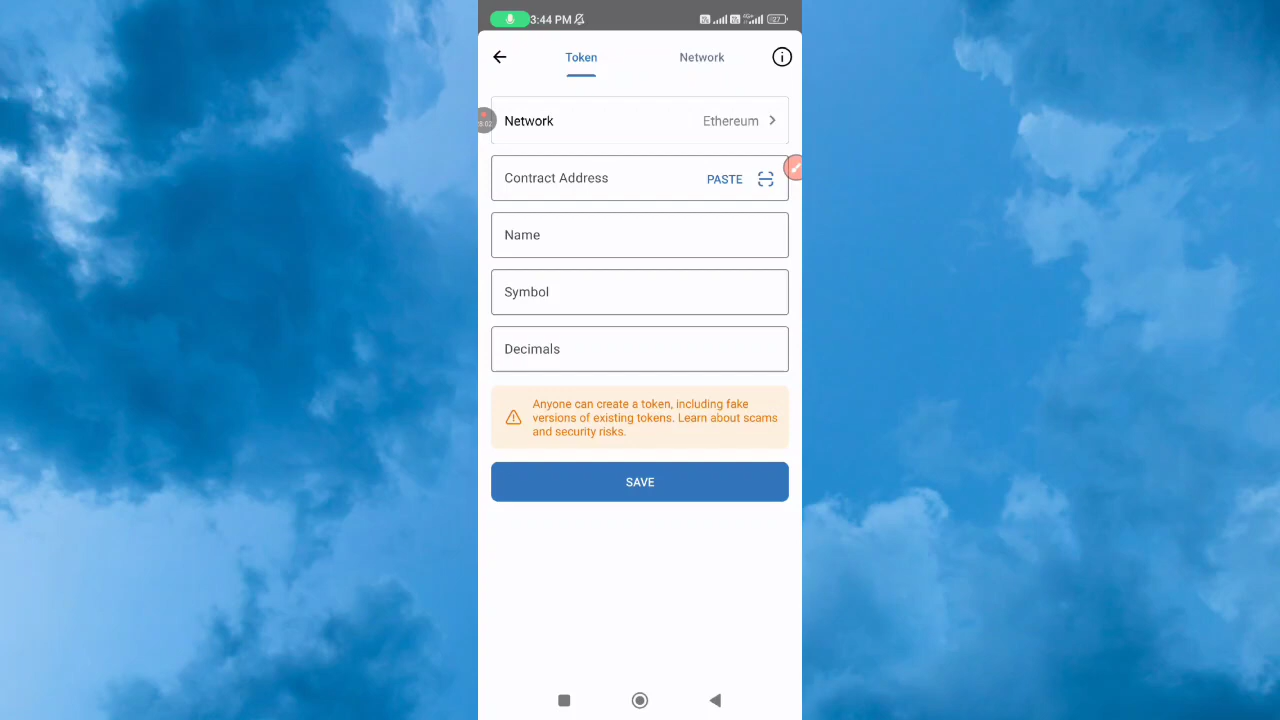 3:44 PM
27
Token
Network
Network
Ethereum
Contract Address
PASTE
Name
Symbol
Decimals
Anyone can create a token, including fake
versions of existing tokens. Learn about scams
and security risks.
SAVE